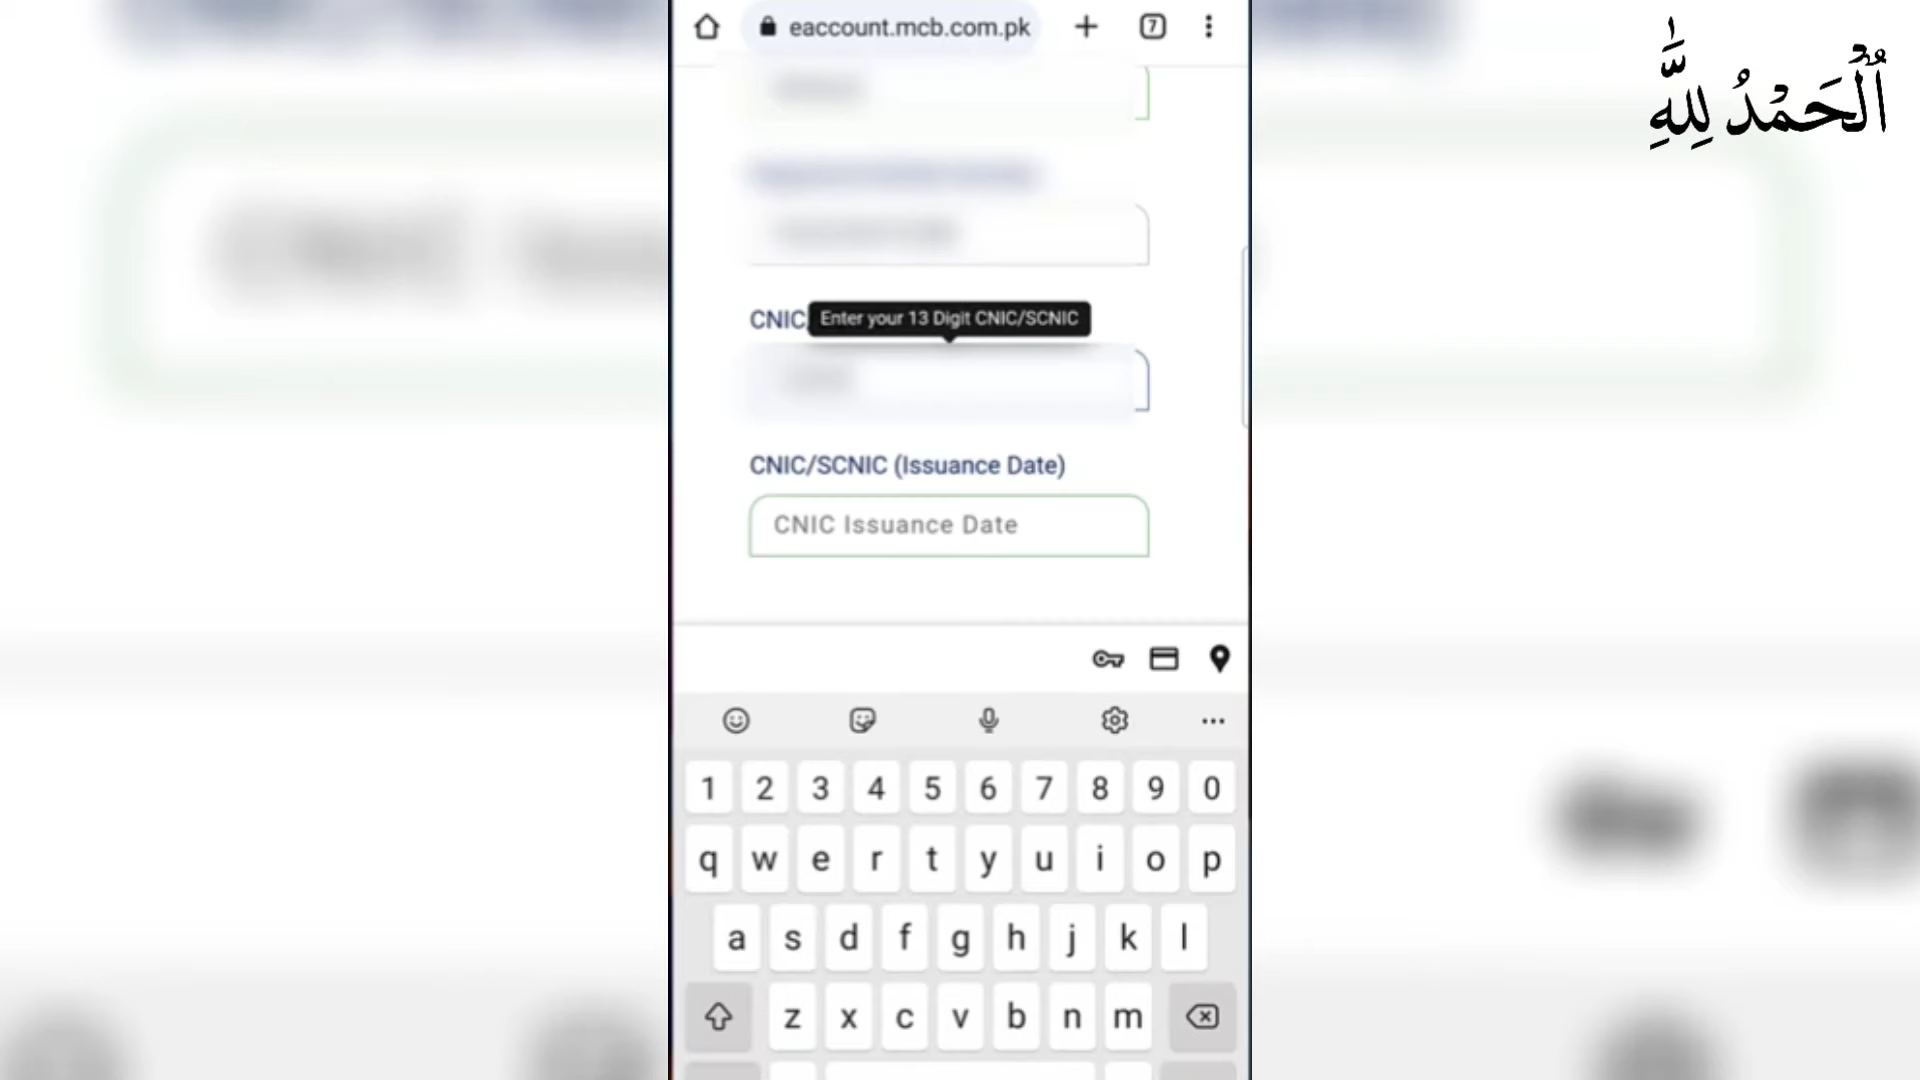 eaccount.mcb.com.pk
7
اَلْحَمْدُ لِلّٰهِ
CNIC
Enter your 13 Digit CNIC/SCNIC
CNIC/SCNIC (Issuance Date)
CNIC Issuance Date
1 2 3 4 5 6 7 8 9 0
q w e r t y u i o p
a s d f g h j k l
z x c v b n m